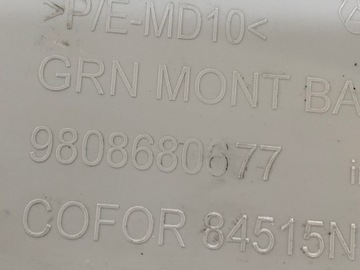 >P/E-MD10<
GRN MONT BA
9808680677
COFOR 84515N